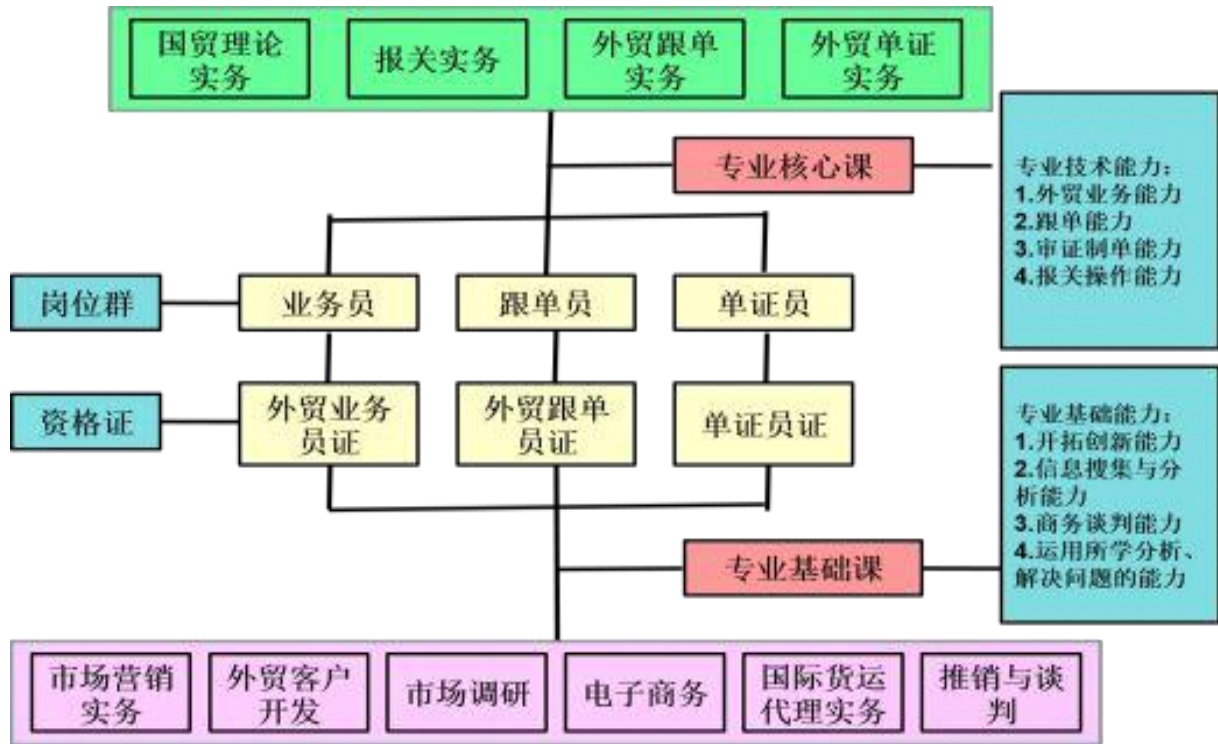 国贸理论
实务
报关实务
外贸跟单
实务
外贸单证
实务
专业核心课
专业技术能力：
1.外贸业务能力
2.跟单能力
3.审证制单能力
4.报关操作能力
岗位群
业务员
跟单员
单证员
资格证
外贸业务
员证
外贸跟单
员证
单证员证
专业基础能力：
1.开拓创新能力
2.信息搜集与分
析能力
3.商务谈判能力
4.运用所学分析、
解决问题的能力
专业基础课
市场营销
实务
外贸客户
开发
市场调研
电子商务
国际货运
代理实务
推销与谈
判